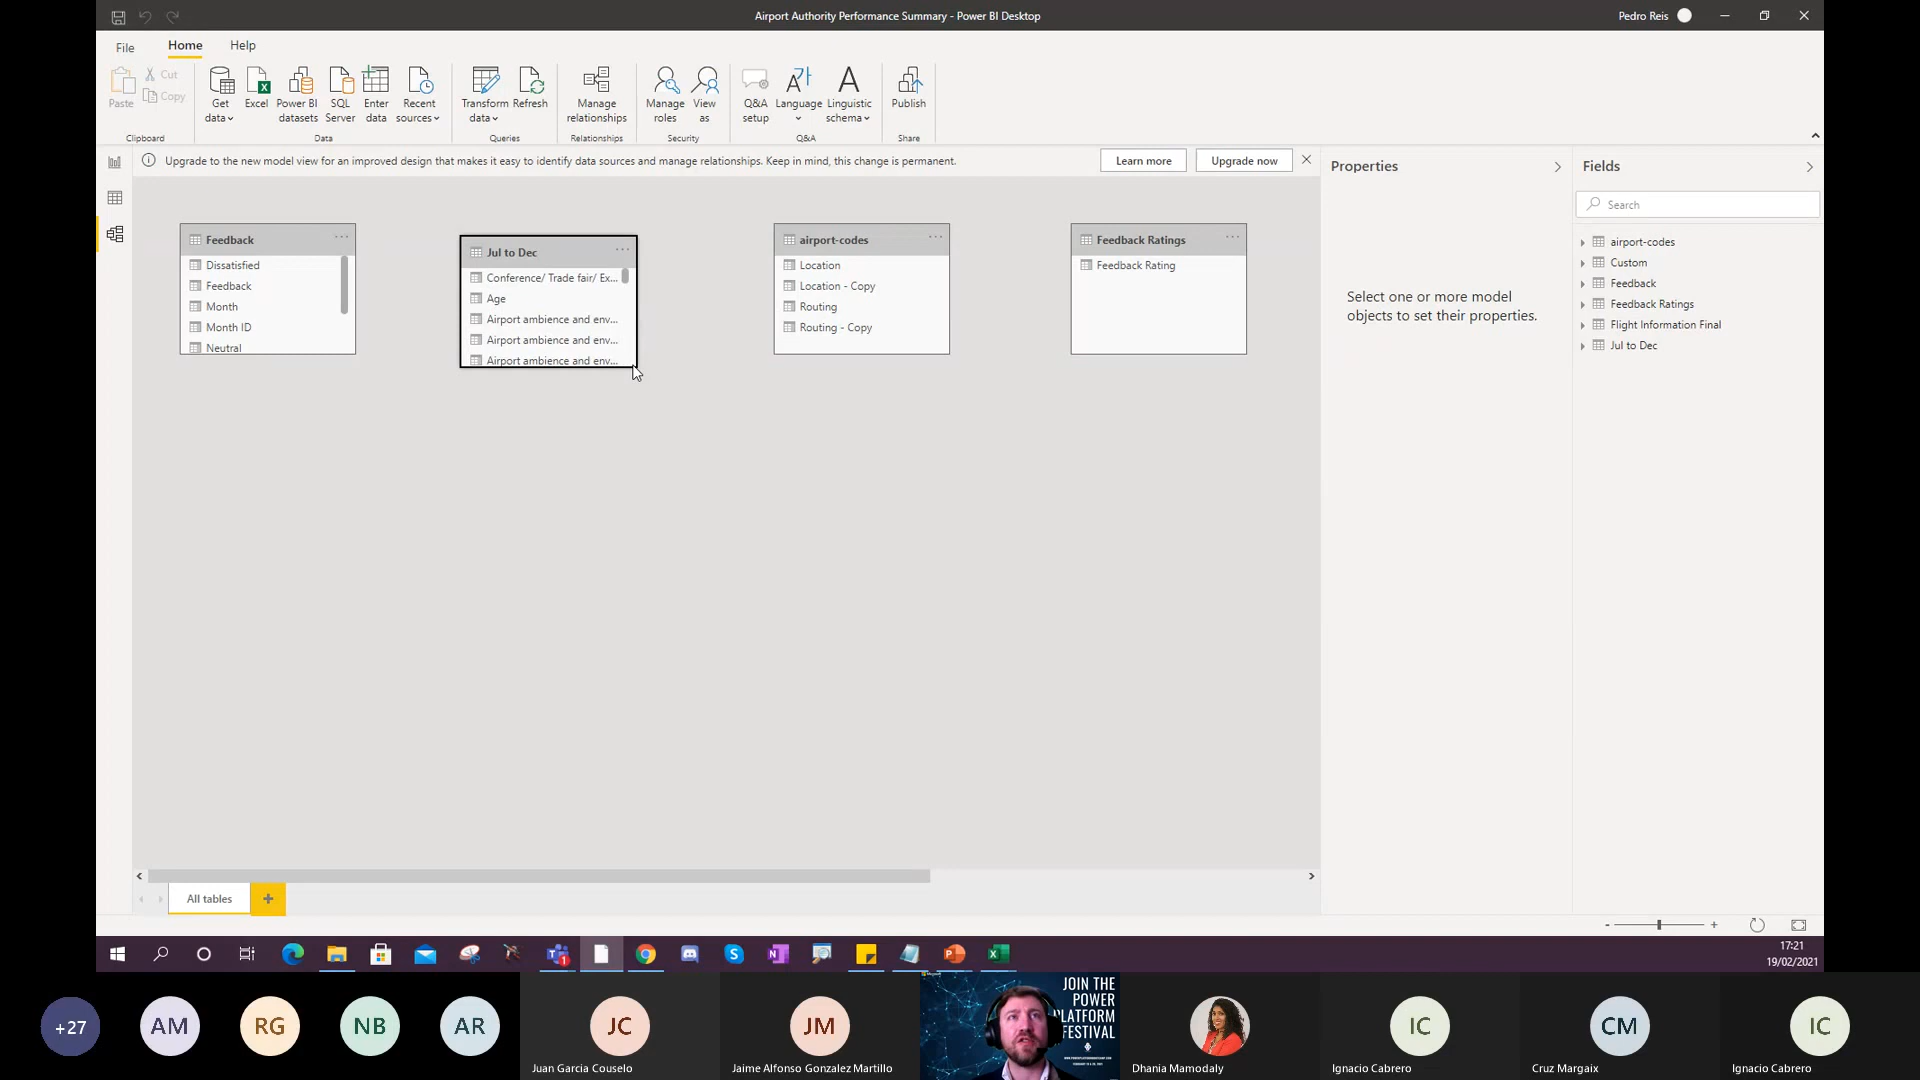 Airport Authority Performance Summary - Power BI Desktop
Pedro Reis
File
Home
Help
Paste
Cut
Copy
Get
data
Excel
Power BI
datasets
SQL
Server
Enter
data
Recent
sources
Transform
data
Refresh
Manage
relationships
Manage
roles
View
as
Q&A
setup
Language
Linguistic
schema
Publish
Clipboard
Data
Queries
Relationships
Security
Q&A
Share
Upgrade to the new model view for an improved design that makes it easy to identify data sources and manage relationships. Keep in mind, this change is permanent.
Learn more
Upgrade now
Feedback
Dissatisfied
Feedback
Month
Month ID
Neutral
Jul to Dec
Conference/ Trade fair/ Ex...
Age
Airport ambience and env...
Airport ambience and env...
Airport ambience and env...
airport-codes
Location
Location - Copy
Routing
Routing - Copy
Feedback Ratings
Feedback Rating
Properties
Select one or more model
objects to set their properties.
Fields
Search
airport-codes
Custom
Feedback
Feedback Ratings
Flight Information Final
Jul to Dec
All tables
17:21
19/02/2021
+27
AM
RG
NB
AR
JC
Juan Garcia Couselo
JM
Jaime Alfonso Gonzalez Martillo
JOIN THE
POWER
PLATFORM
FESTIVAL
Dhania Mamodaly
IC
Ignacio Cabrero
CM
Cruz Margaix
IC
Ignacio Cabrero